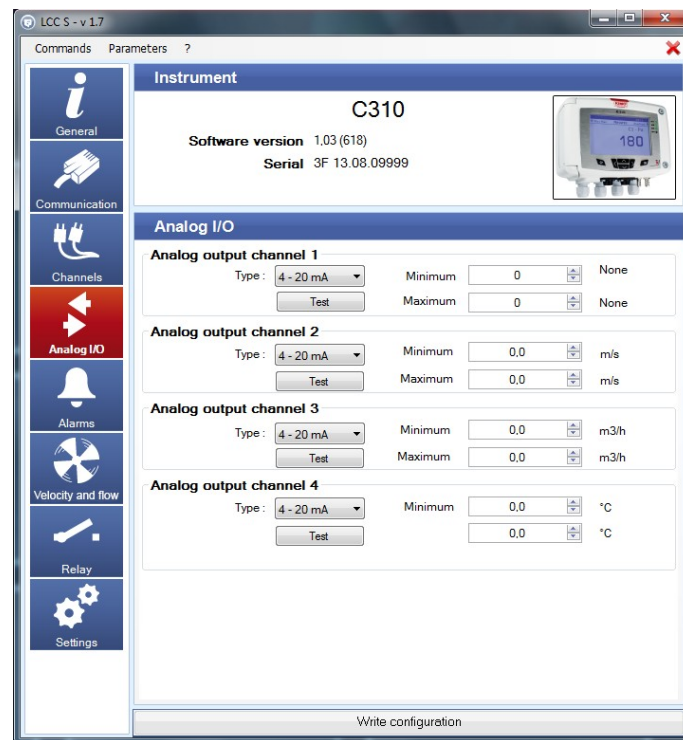 LCC S - v 1.7
Commands Parameters ?
General
Communication
Channels
Analog I/O
Alarms
Velocity and flow
Relay
Settings
Instrument
C310
Software version 1,03 (618)
Serial 3F 13.08.09999
180
Analog I/O
Analog output channel 1
Type : 4 - 20 mA Minimum 0 None
Test Maximum 0 None
Analog output channel 2
Type : 4 - 20 mA Minimum 0,0 m/s
Test Maximum 0,0 m/s
Analog output channel 3
Type : 4 - 20 mA Minimum 0,0 m3/h
Test Maximum 0,0 m3/h
Analog output channel 4
Type : 4 - 20 mA Minimum 0,0 °C
Test 0,0 °C
Write configuration